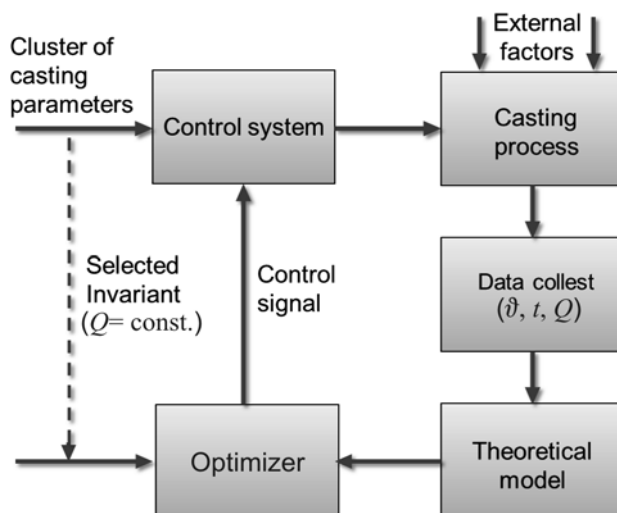 Cluster of
casting
parameters
Control system
External
factors
Casting
process
Selected
Invariant
(Q= const.)
Control
signal
Data collest
(ϑ, t, Q)
Optimizer
Theoretical
model